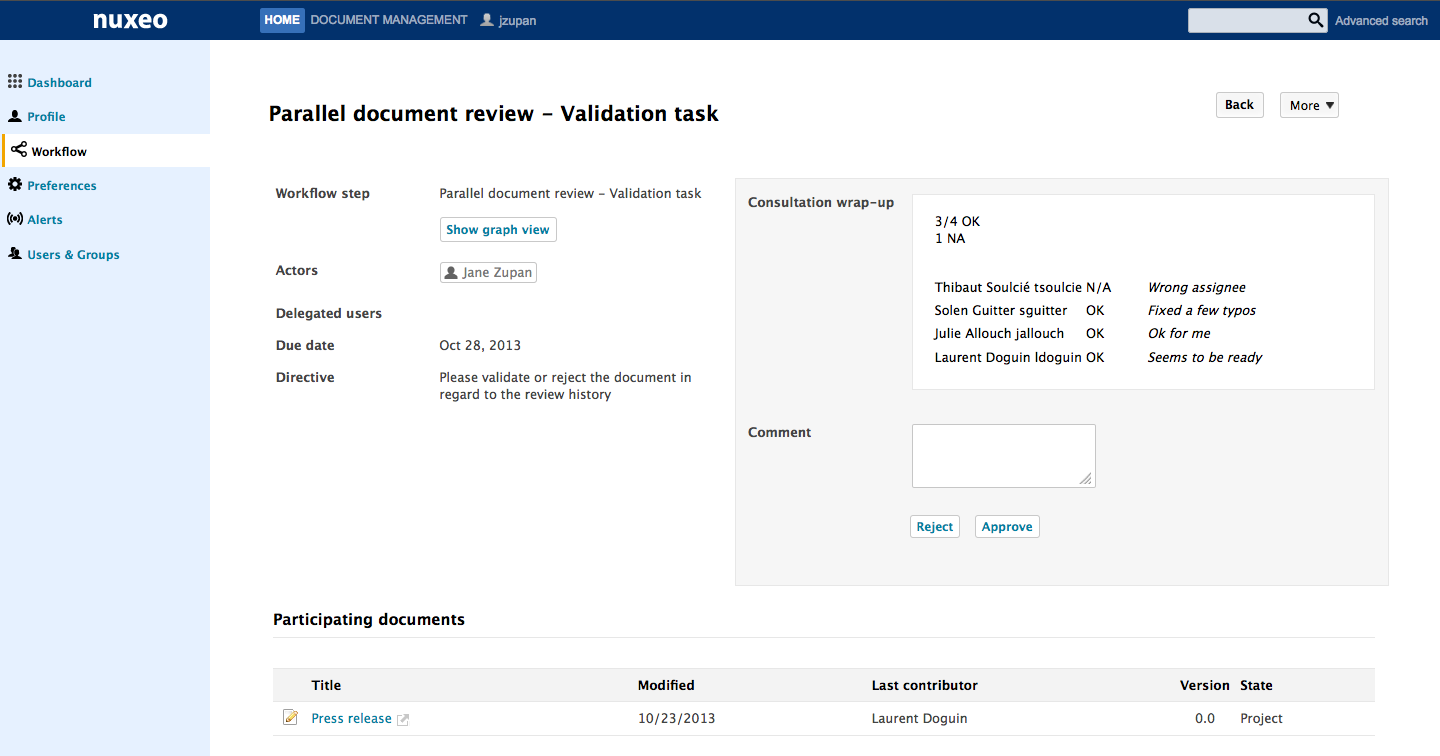 nuxeo
HOME DOCUMENT MANAGEMENT jzupan Advanced search
Dashboard
Profile
Workflow
Preferences
Alerts
Users & Groups
Parallel document review – Validation task
Back More ▼
Workflow step Parallel document review – Validation task
Show graph view
Actors Jane Zupan
Delegated users
Due date Oct 28, 2013
Directive Please validate or reject the document in
regard to the review history
Consultation wrap-up
3/4 OK
1 NA
Thibaut Soulcié tsoulcie N/A Wrong assignee
Solen Guitter sguitter OK Fixed a few typos
Julie Allouch jallouch OK Ok for me
Laurent Doguin ldoguin OK Seems to be ready
Comment
Reject Approve
Participating documents
Title Modified Last contributor Version State
Press release 10/23/2013 Laurent Doguin 0.0 Project